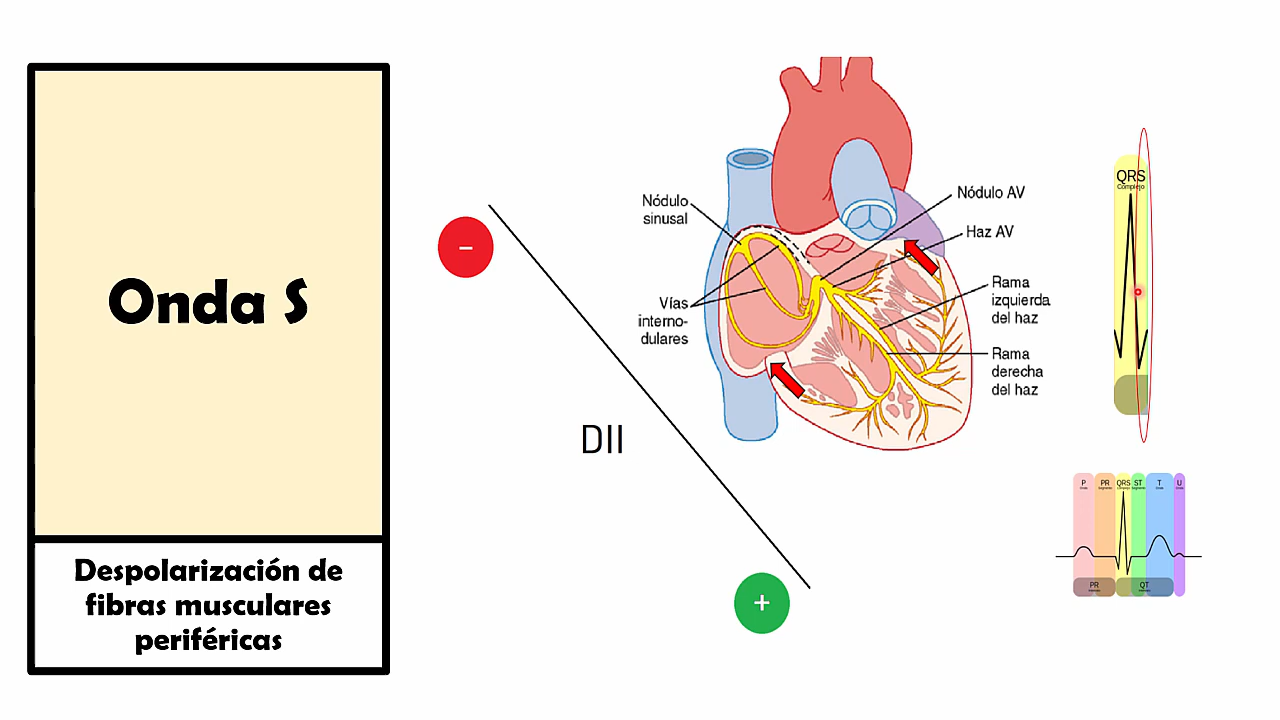 Onda S
Despolarización de
fibras musculares
periféricas
−
DII
+
Nódulo
sinusal
Vías
interno-
dulares
Nódulo AV
Haz AV
Rama
izquierda
del haz
Rama
derecha
del haz
QRS
Complejo
P
PR
QRS
ST
T
U
PR
QT